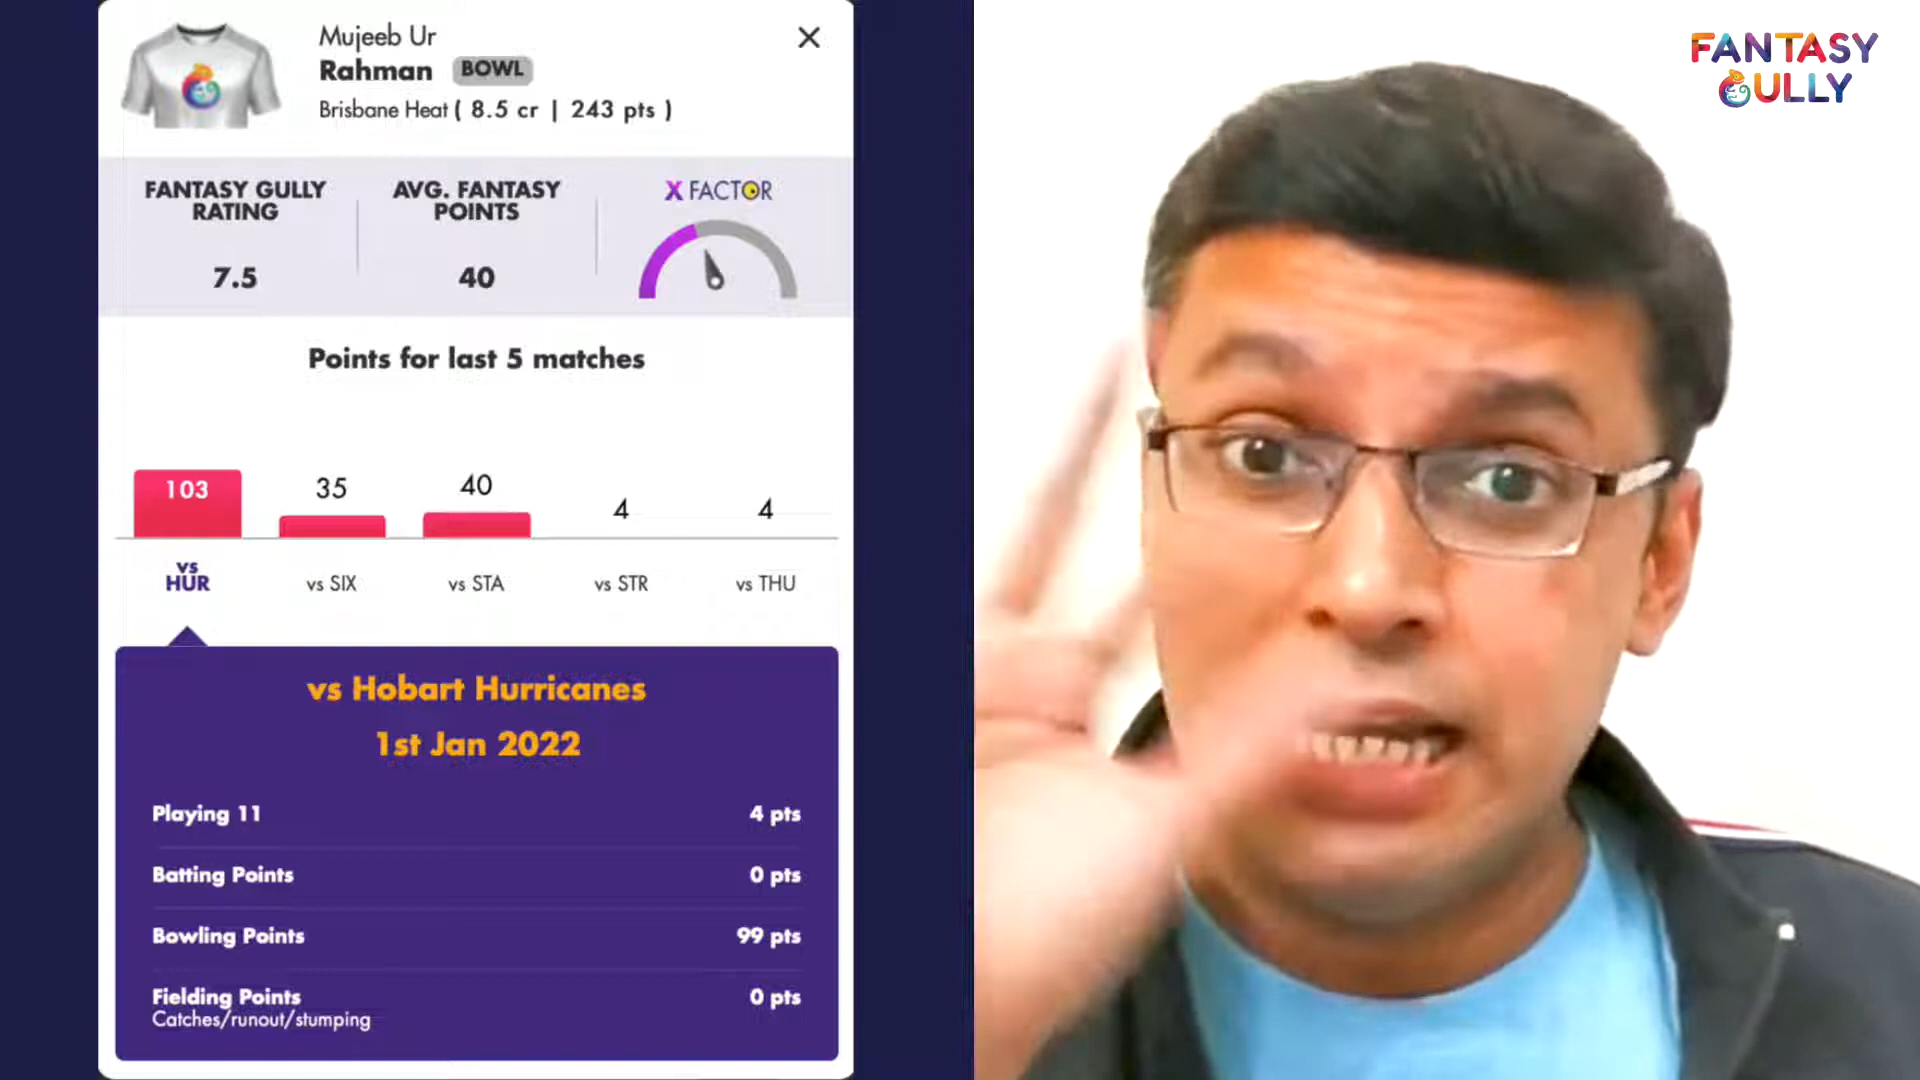 Mujeeb Ur
Rahman BOWL
Brisbane Heat ( 8.5 cr | 243 pts )
FANTASY GULLY
RATING
7.5
AVG. FANTASY
POINTS
40
X FACTOR
Points for last 5 matches
103
35
40
4
4
vs
HUR
vs SIX
vs STA
vs STR
vs THU
vs Hobart Hurricanes
1st Jan 2022
Playing 11 4 pts
Batting Points 0 pts
Bowling Points 99 pts
Fielding Points 0 pts
Catches/runout/stumping
FANTASY
GULLY